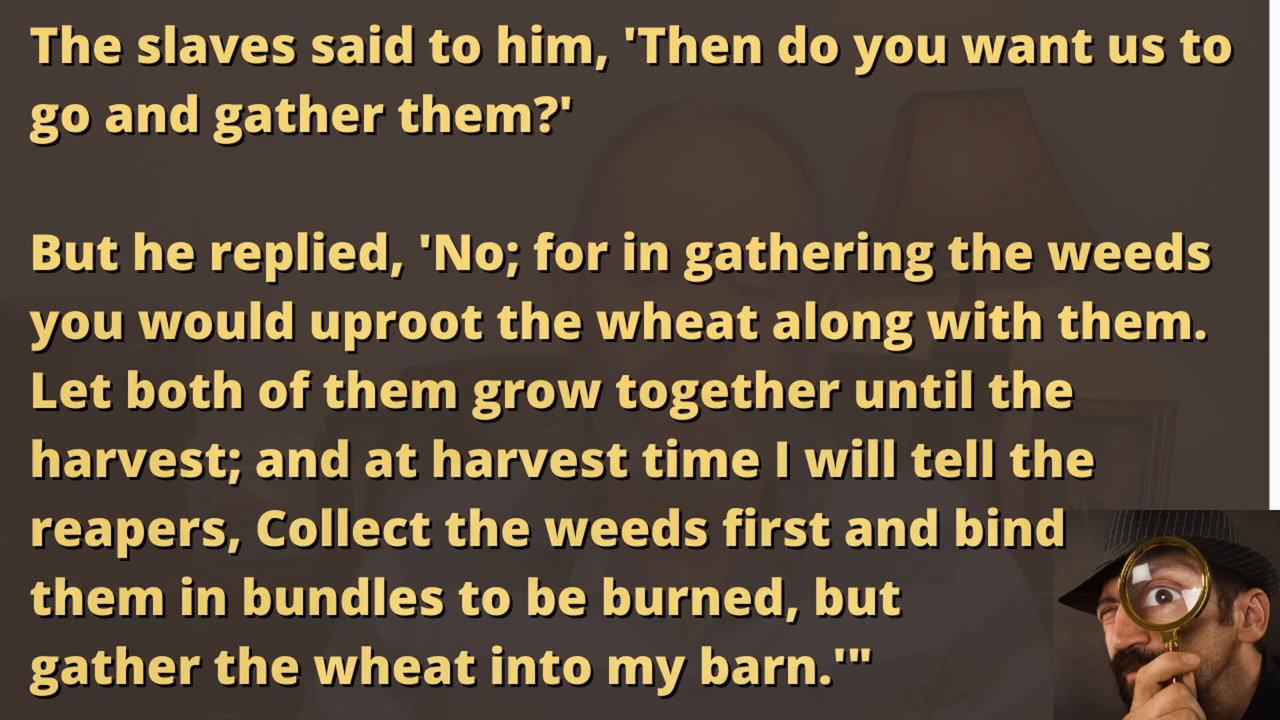 The slaves said to him, 'Then do you want us to
go and gather them?'
But he replied, 'No; for in gathering the weeds
you would uproot the wheat along with them.
Let both of them grow together until the
harvest; and at harvest time I will tell the
reapers, Collect the weeds first and bind
them in bundles to be burned, but
gather the wheat into my barn.'"